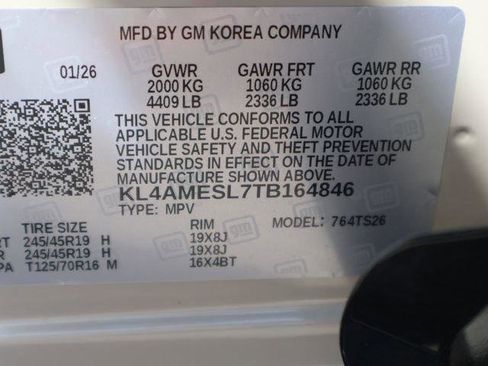 MFD BY GM KOREA COMPANY
01/26 GVWR GAWR FRT GAWR RR
2000 KG 1060 KG 1060 KG
4409 LB 2336 LB 2336 LB
THIS VEHICLE CONFORMS TO ALL
APPLICABLE U.S. FEDERAL MOTOR
VEHICLE SAFETY AND THEFT PREVENTION
STANDARDS IN EFFECT ON THE DATE OF
MANUFACTURE SHOWN ABOVE.
KL4AMESL7TB164846
TYPE: MPV MODEL: 764TS26
TIRE SIZE RIM
RT 245/45R19 H 19X8J
R 245/45R19 H 19X8J
PA T125/70R16 M 16X4BT
gm